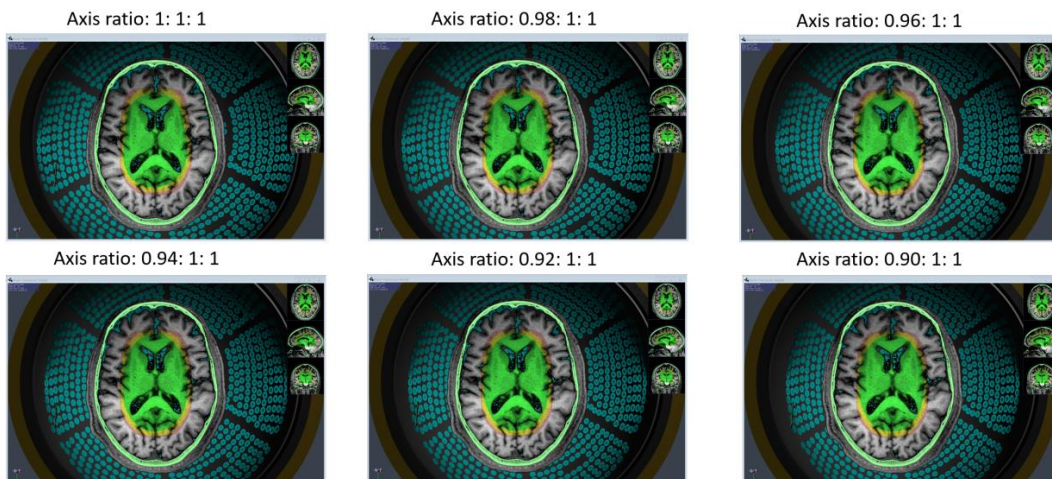 Axis ratio: 1: 1: 1
Axis ratio: 0.98: 1: 1
Axis ratio: 0.96: 1: 1
Axis ratio: 0.94: 1: 1
Axis ratio: 0.92: 1: 1
Axis ratio: 0.90: 1: 1